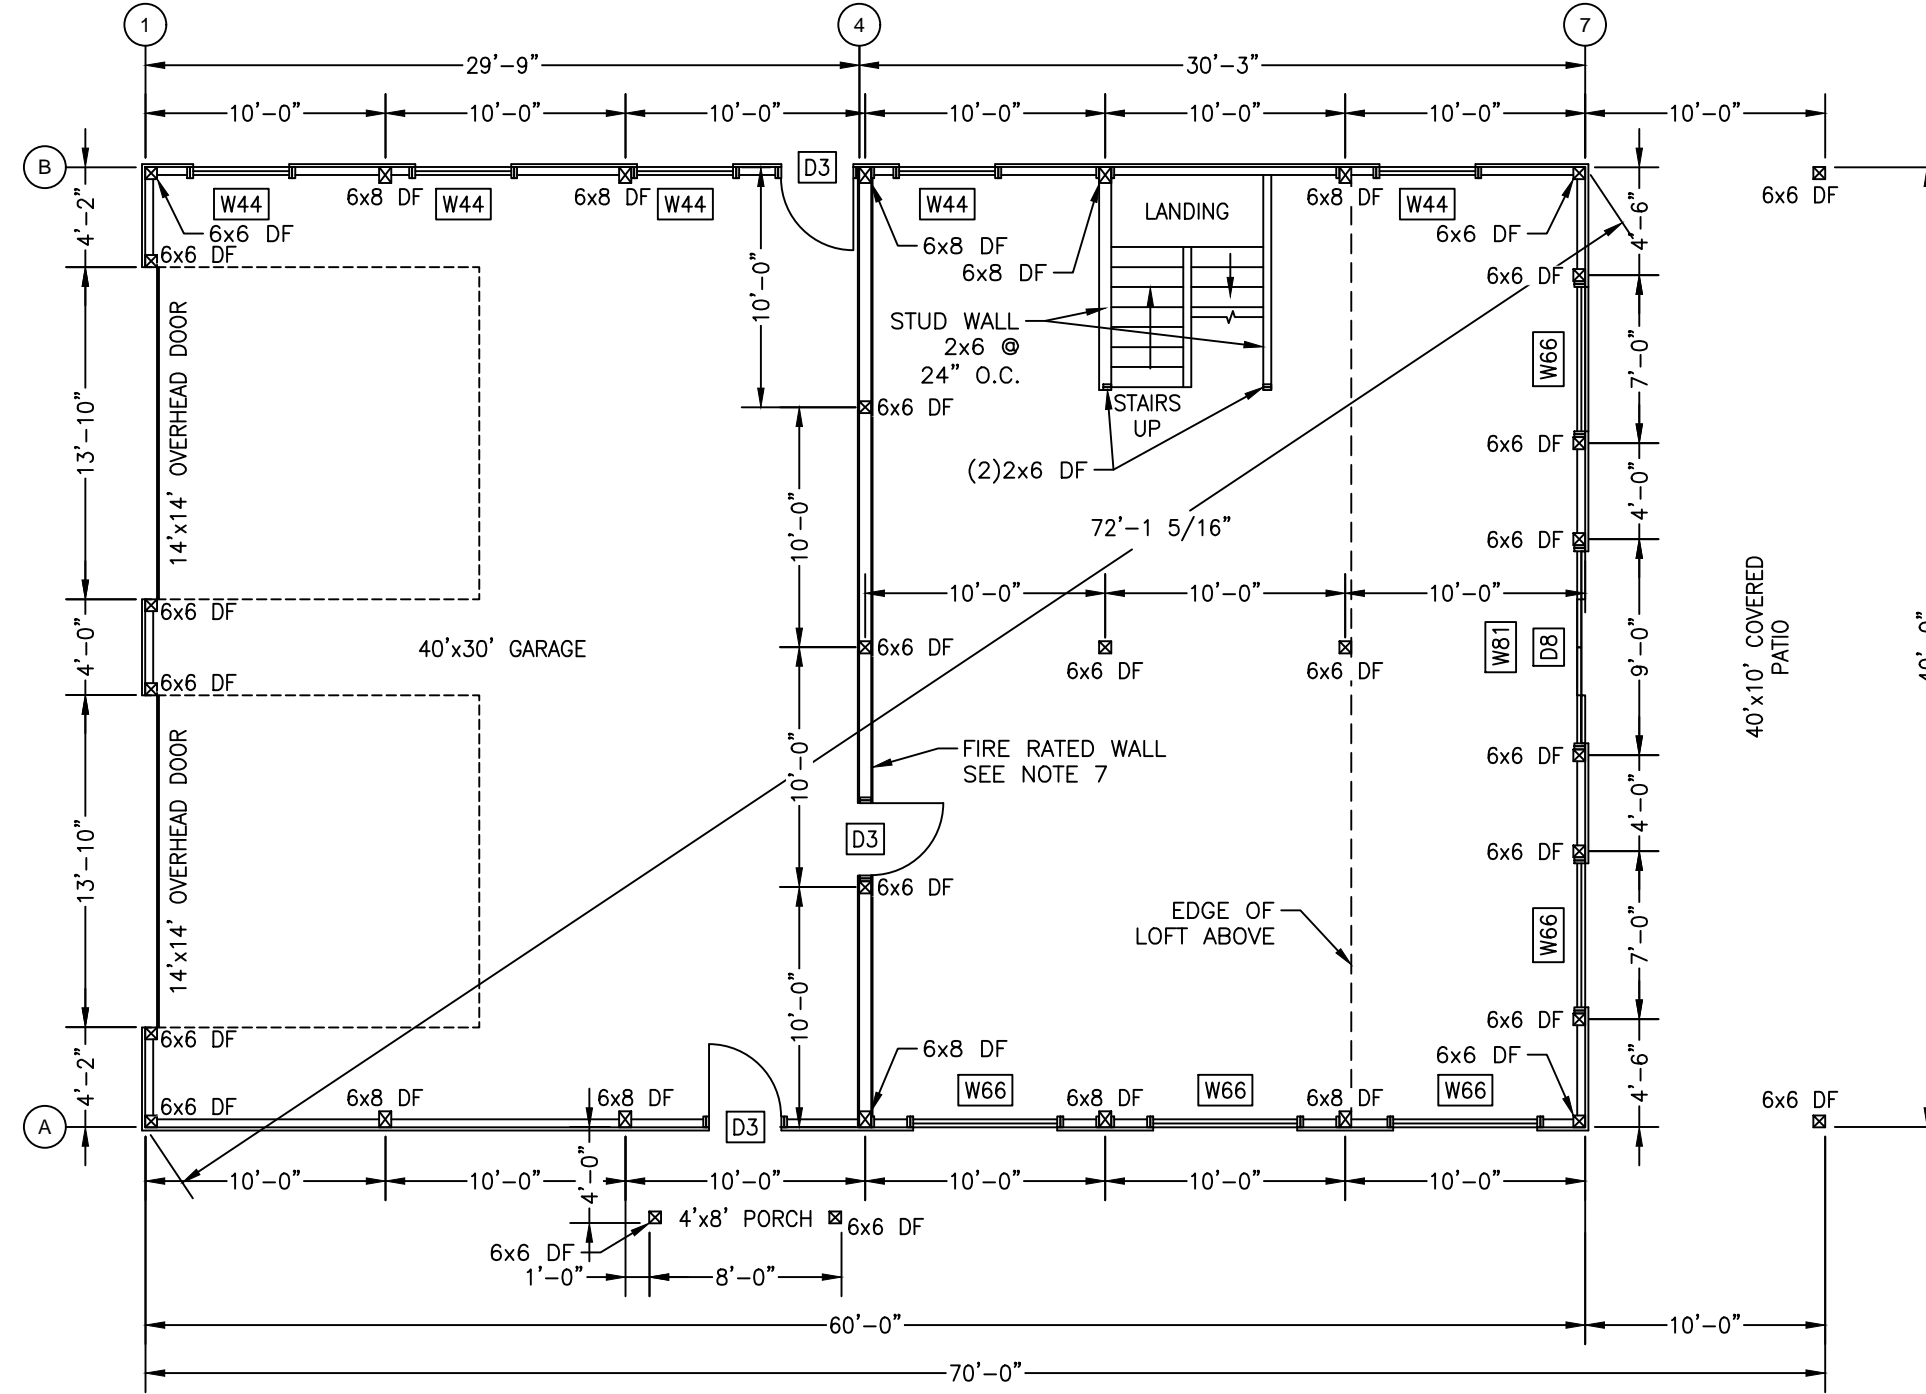 1
4
7
29'-9"
30'-3"
10'-0"
10'-0"
10'-0"
10'-0"
10'-0"
10'-0"
10'-0"
B
D3
W44
6x8 DF
W44
6x8 DF
W44
W44
LANDING
6x8 DF
W44
6x6 DF
4'-2"
6x6 DF
6x6 DF
6x8 DF
6x8 DF
6x6 DF
4'-6"
6x6 DF
14'x14' OVERHEAD DOOR
13'-10"
10'-0"
STUD WALL
2x6 @
24" O.C.
W66
7'-0"
6x6 DF
STAIRS
UP
6x6 DF
(2)2x6 DF
4'-0"
10'-0"
72'-1 5/16"
6x6 DF
10'-0"
10'-0"
10'-0"
6x6 DF
4'-0"
6x6 DF
40'x30' GARAGE
6x6 DF
6x6 DF
6x6 DF
W81
D8
9'-0"
40'x10' COVERED
PATIO
14'x14' OVERHEAD DOOR
13'-10"
10'-0"
FIRE RATED WALL
SEE NOTE 7
6x6 DF
4'-0"
D3
6x6 DF
6x6 DF
EDGE OF
LOFT ABOVE
W66
7'-0"
10'-0"
6x6 DF
6x6 DF
4'-2"
6x8 DF
6x6 DF
4'-6"
6x6 DF
6x8 DF
6x8 DF
W66
6x8 DF
W66
6x8 DF
W66
6x6 DF
A
D3
10'-0"
10'-0"
4'-0"
10'-0"
10'-0"
10'-0"
10'-0"
4'x8' PORCH
6x6 DF
6x6 DF
1'-0"
8'-0"
60'-0"
10'-0"
70'-0"